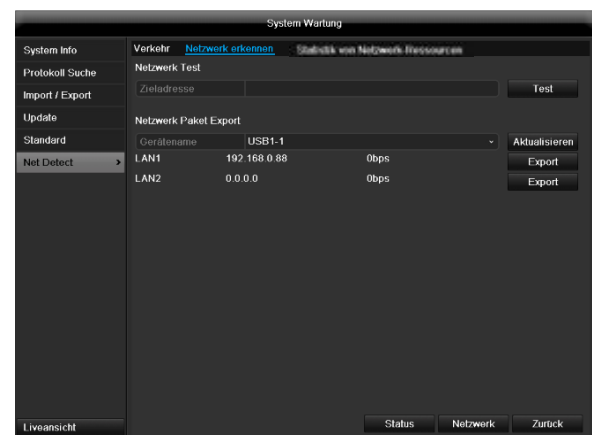 System Wartung
System Info
Protokoll Suche
Import / Export
Update
Standard
Net Detect >
Liveansicht
Verkehr Netzwerk erkennen Statistik von Netzwerk-Ressourcen
Netzwerk Test
Zieladresse Test
Netzwerk Paket Export
Gerätename USB1-1 Aktualisieren
LAN1 192.168.0.88 0bps Export
LAN2 0.0.0.0 0bps Export
Status Netzwerk Zurück